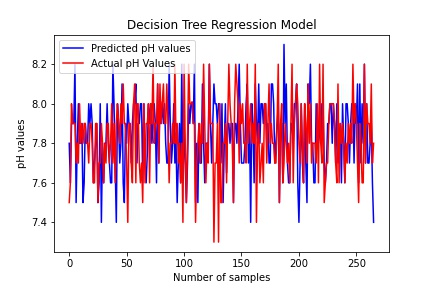 Decision Tree Regression Model
Predicted pH values
Actual pH Values
8.2
8.0
7.8
7.6
7.4
pH values
0 50 100 150 200 250
Number of samples